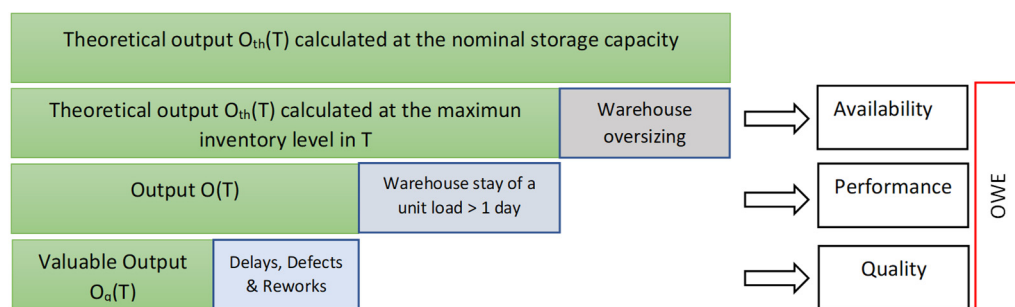 Theoretical output Oₜₕ(T) calculated at the nominal storage capacity
Theoretical output Oₜₕ(T) calculated at the maximun
inventory level in T
Warehouse
oversizing
Availability
Output O(T)
Warehouse stay of a
unit load > 1 day
Performance
Valuable Output
O_q(T)
Delays, Defects
& Reworks
Quality
OWE